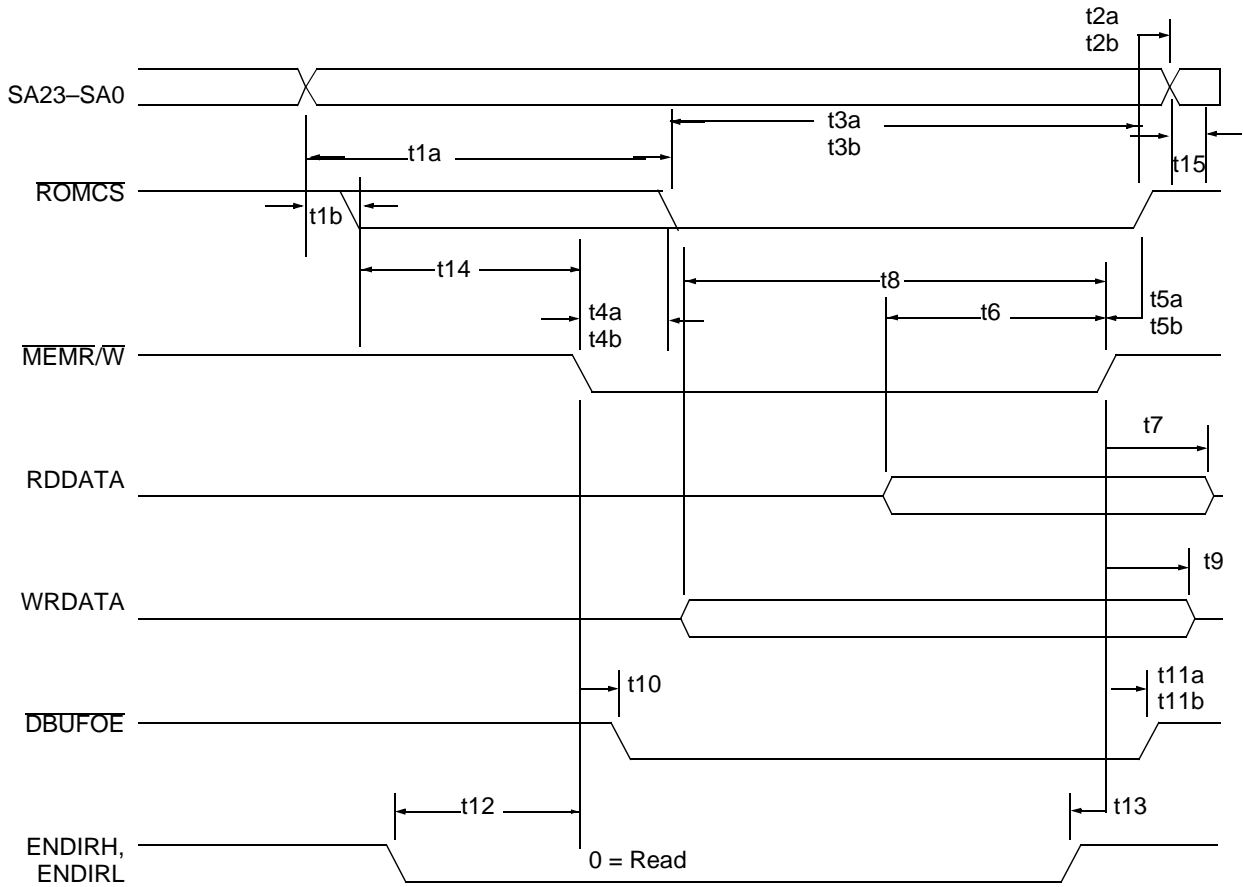 t2a
t2b
SA23–SA0
t3a
t3b
t1a
t15
ROMCS
t1b
t14
t8
t4a
t4b
t6
t5a
t5b
MEMR/W
t7
RDDATA
t9
WRDATA
t10
t11a
t11b
DBUFOE
t12
t13
ENDIRH,
ENDIRL
0 = Read